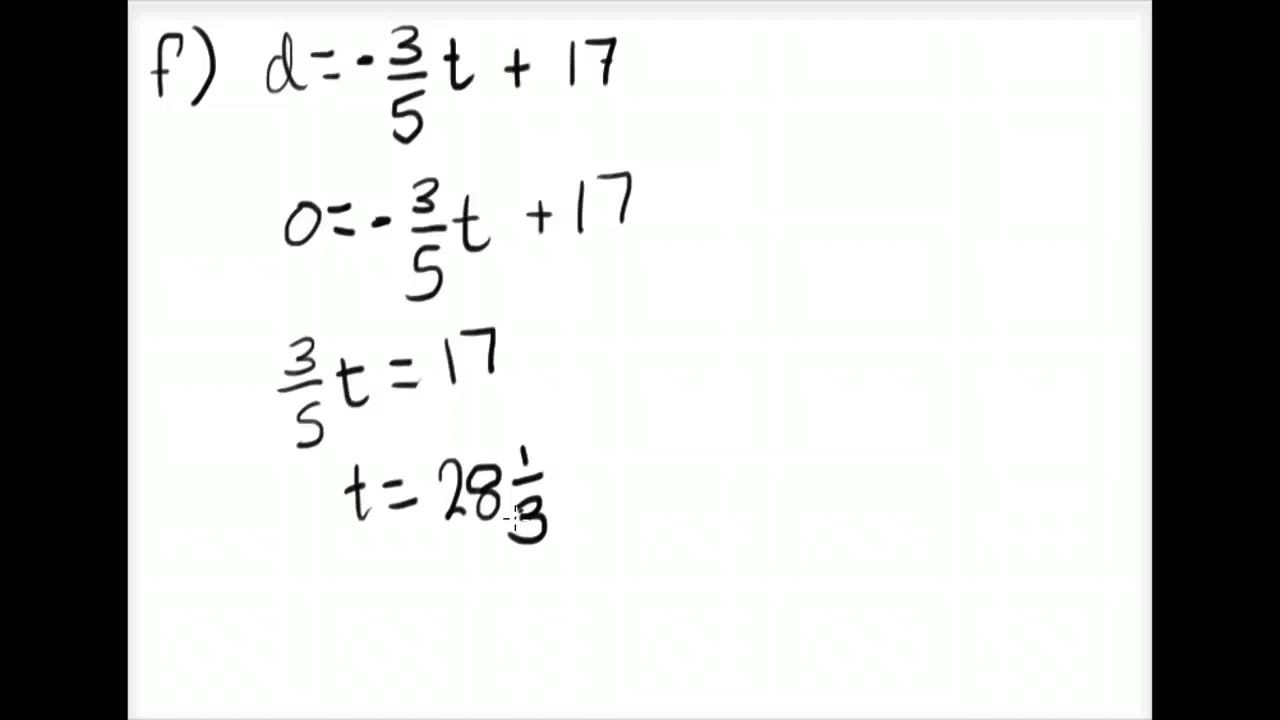 f) d = -3/5 t + 17
0 = -3/5 t + 17
3/5 t = 17
t = 28 1/3